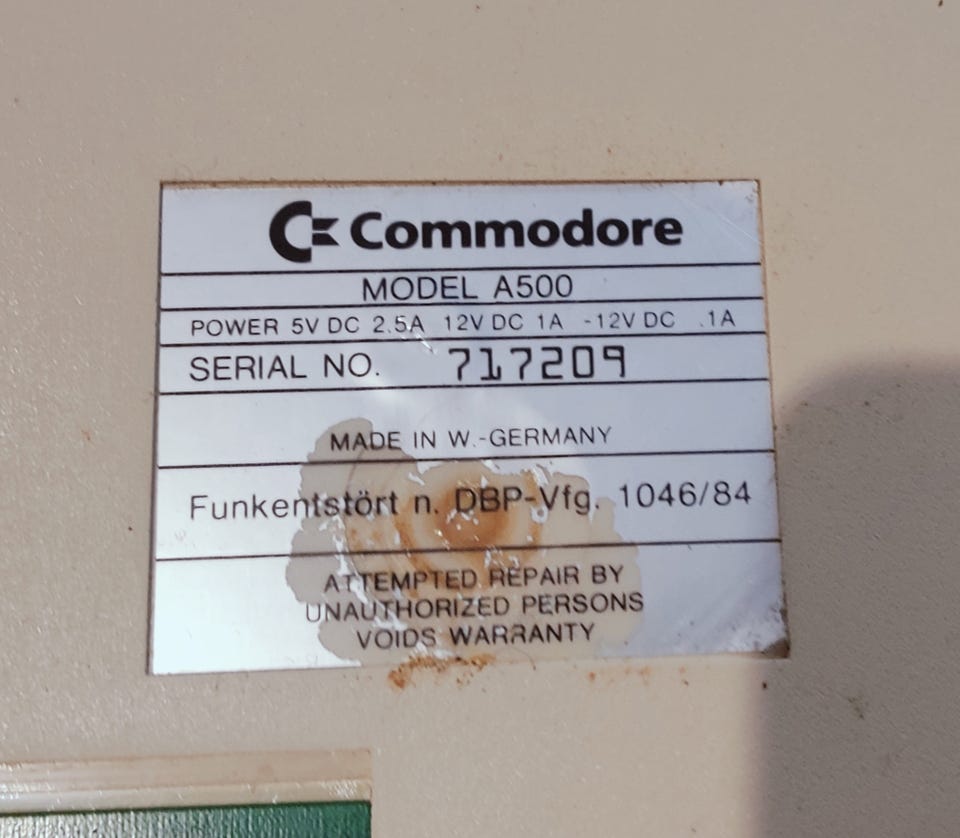 Commodore
MODEL A500
POWER 5V DC 2.5A 12V DC 1A -12V DC .1A
SERIAL NO. 717209
MADE IN W.-GERMANY
Funkentstört n. DBP-Vfg. 1046/84
ATTEMPTED REPAIR BY
UNAUTHORIZED PERSONS
VOIDS WARRANTY